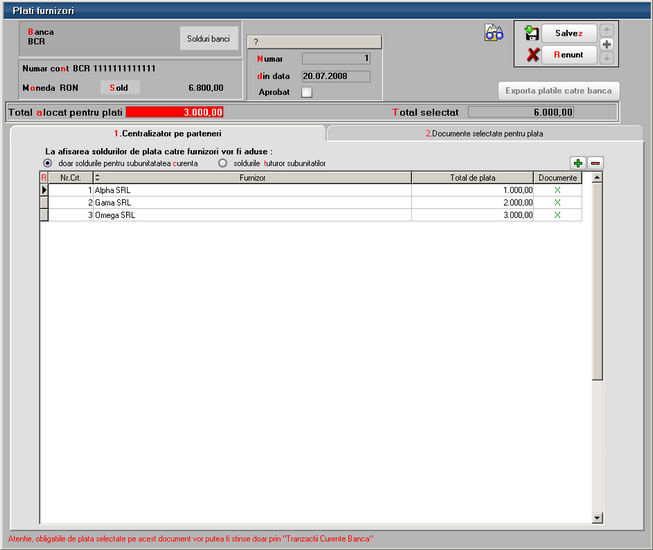 Plati furnizori
Banca
BCR
Solduri banci
Numar cont BCR 1111111111111
Moneda RON Sold 6.800,00
?
Numar 1
din data 20.07.2008
Aprobat
Salvez
Renunt
Exporta platile catre banca
Total alocat pentru plati 3.000,00 Total selectat 6.000,00
1.Centralizator pe parteneri 2.Documente selectate pentru plata
La afisarea soldurilor de plata catre furnizori vor fi aduse :
doar soldurile pentru subunitatatea curenta soldurile tuturor subunitatilor
R Nr.Crt. Furnizor Total de plata Documente
1 Alpha SRL 1.000,00 X
2 Gama SRL 2.000,00 X
3 Omega SRL 3.000,00 X
Atentie, obligatiile de plata selectate pe acest document vor putea fi stinse doar prin "Tranzactii Curente Banca"